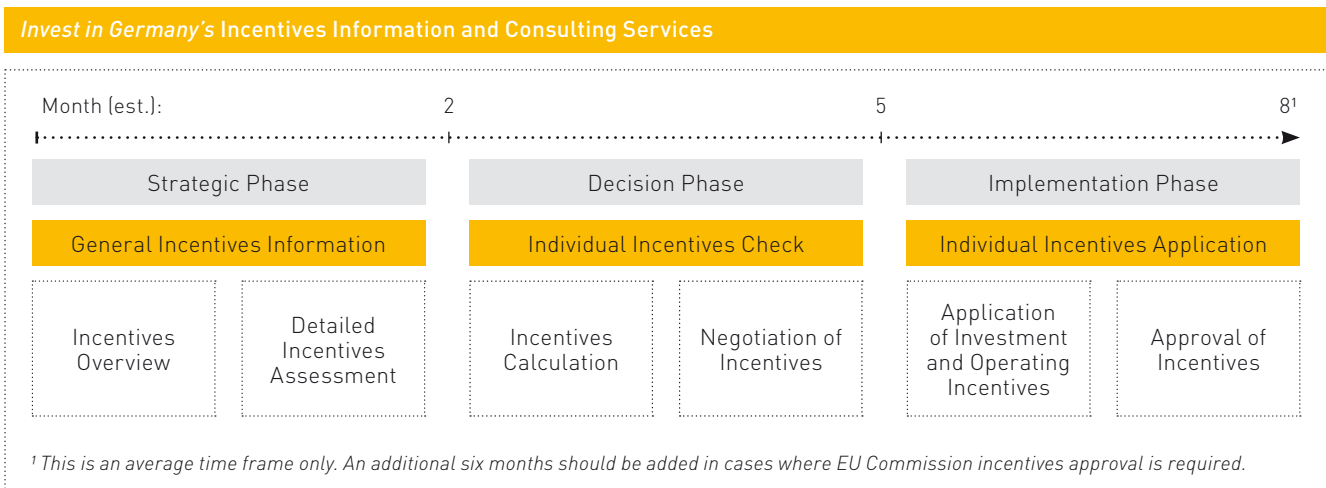 Invest in Germany's Incentives Information and Consulting Services
Month (est.): 2 5 8¹
Strategic Phase
Decision Phase
Implementation Phase
General Incentives Information
Individual Incentives Check
Individual Incentives Application
Incentives
Overview
Detailed
Incentives
Assessment
Incentives
Calculation
Negotiation of
Incentives
Application
of Investment
and Operating
Incentives
Approval of
Incentives
¹ This is an average time frame only. An additional six months should be added in cases where EU Commission incentives approval is required.